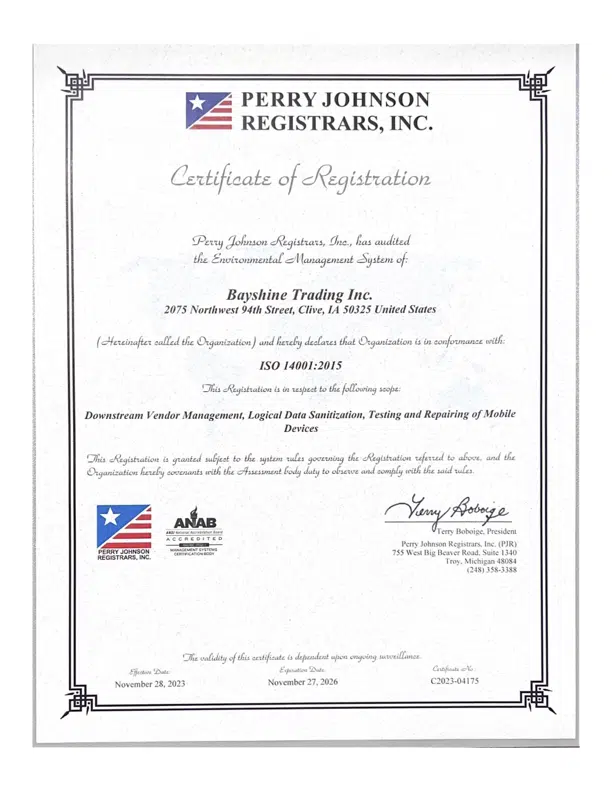 PERRY JOHNSON
REGISTRARS, INC.
Certificate of Registration
Perry Johnson Registrars, Inc., has audited
the Environmental Management System of:
Bayshine Trading Inc.
2075 Northwest 94th Street, Clive, IA 50325 United States
(Hereinafter called the Organization) and hereby declares that Organization is in conformance with:
ISO 14001:2015
This Registration is in respect to the following scope:
Downstream Vendor Management, Logical Data Sanitization, Testing and Repairing of Mobile
Devices
This Registration is granted subject to the system rules governing the Registration referred to above, and the
Organization hereby covenants with the Assessment body duty to observe and comply with the said rules.
PERRY JOHNSON
REGISTRARS, INC.
ANAB
ANSI National Accreditation Board
ACCREDITED
MANAGEMENT SYSTEMS
CERTIFICATION BODY
Terry Boboige
Terry Boboige, President
Perry Johnson Registrars, Inc. (PJR)
755 West Big Beaver Road, Suite 1340
Troy, Michigan 48084
(248) 358-3388
The validity of this certificate is dependent upon ongoing surveillance.
Effective Date: Expiration Date: Certificate No.
November 28, 2023 November 27, 2026 C2023-04175